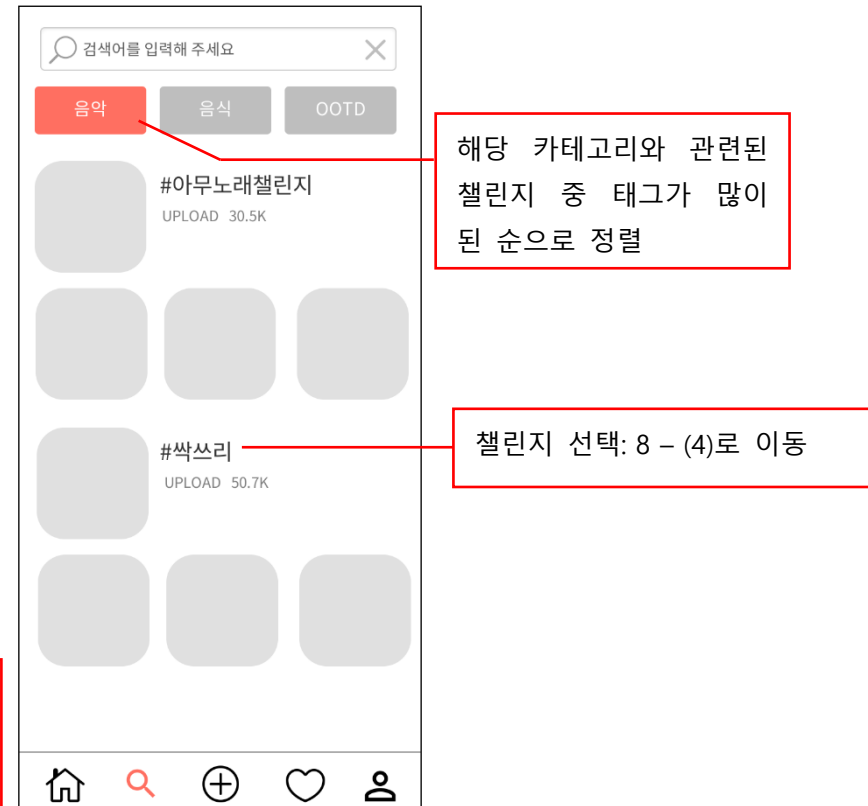 검색어를 입력해 주세요
음악
음식
OOTD
해당 카테고리와 관련된
챌린지 중 태그가 많이
된 순으로 정렬
#아무노래챌린지
UPLOAD 30.5K
#싹쓰리
UPLOAD 50.7K
챌린지 선택: 8 – (4)로 이동